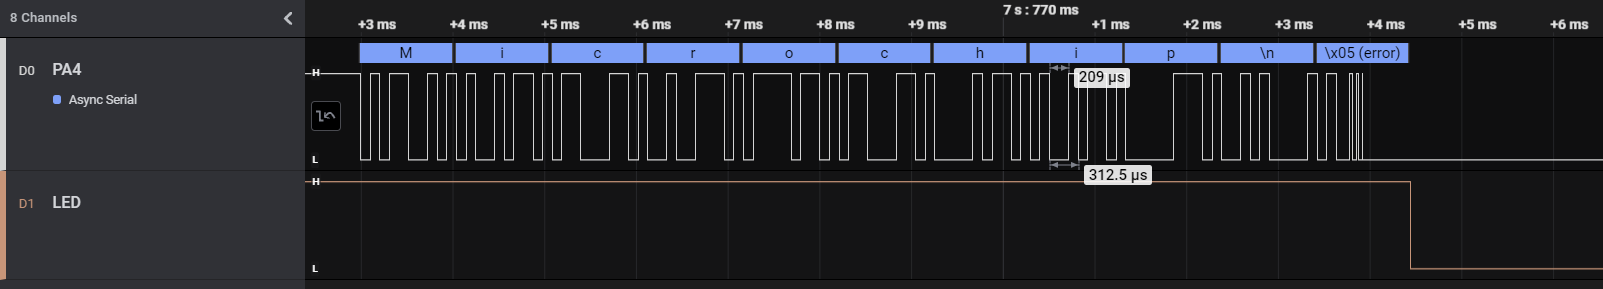 8 Channels
7 s : 770 ms
+3 ms +4 ms +5 ms +6 ms +7 ms +8 ms +9 ms +1 ms +2 ms +3 ms +4 ms +5 ms +6 ms
M i c r o c h i p \n \x05 (error)
D0 PA4
H
209 µs
Async Serial
L
312.5 µs
H
D1 LED
L